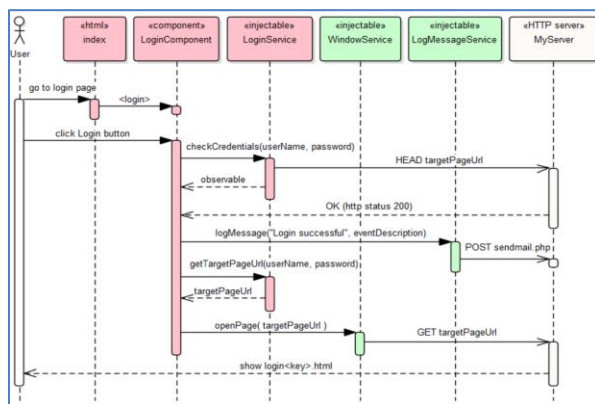 «html»
index
«component»
LoginComponent
«injectable»
LoginService
«injectable»
WindowService
«injectable»
LogMessageService
«HTTP server»
MyServer
User
go to login page
<login>
click Login button
checkCredentials(userName, password)
HEAD targetPageUrl
observable
OK (http status 200)
logMessage("Login successful", eventDescription)
POST sendmail.php
getTargetPageUrl(userName, password)
targetPageUrl
openPage( targetPageUrl )
GET targetPageUrl
show login<key>.html